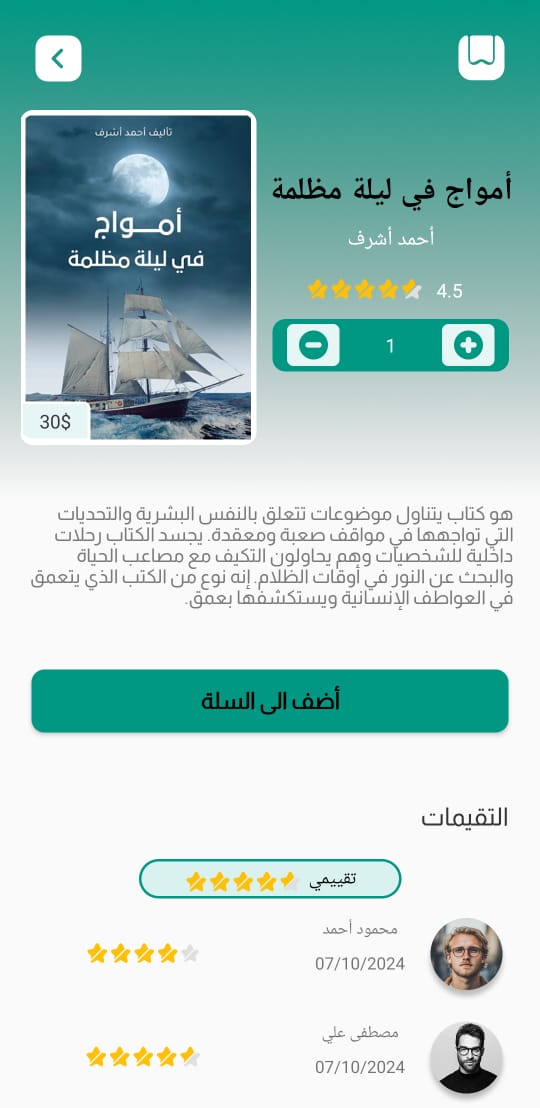 تأليف أحمد أشرف
أمـواج
في ليلة مظلمة
30$
أمواج في ليلة مظلمة
أحمد أشرف
4.5
1
هو كتاب يتناول موضوعات تتعلق بالنفس البشرية والتحديات
التي تواجهها في مواقف صعبة ومعقدة. يجسد الكتاب رحلات
داخلية للشخصيات وهم يحاولون التكيف مع مصاعب الحياة
والبحث عن النور في أوقات الظلام. إنه نوع من الكتب الذي يتعمق
في العواطف الإنسانية ويستكشفها بعمق.
أضف الى السلة
التقيمات
تقييمي
محمود أحمد
07/10/2024
مصطفى علي
07/10/2024